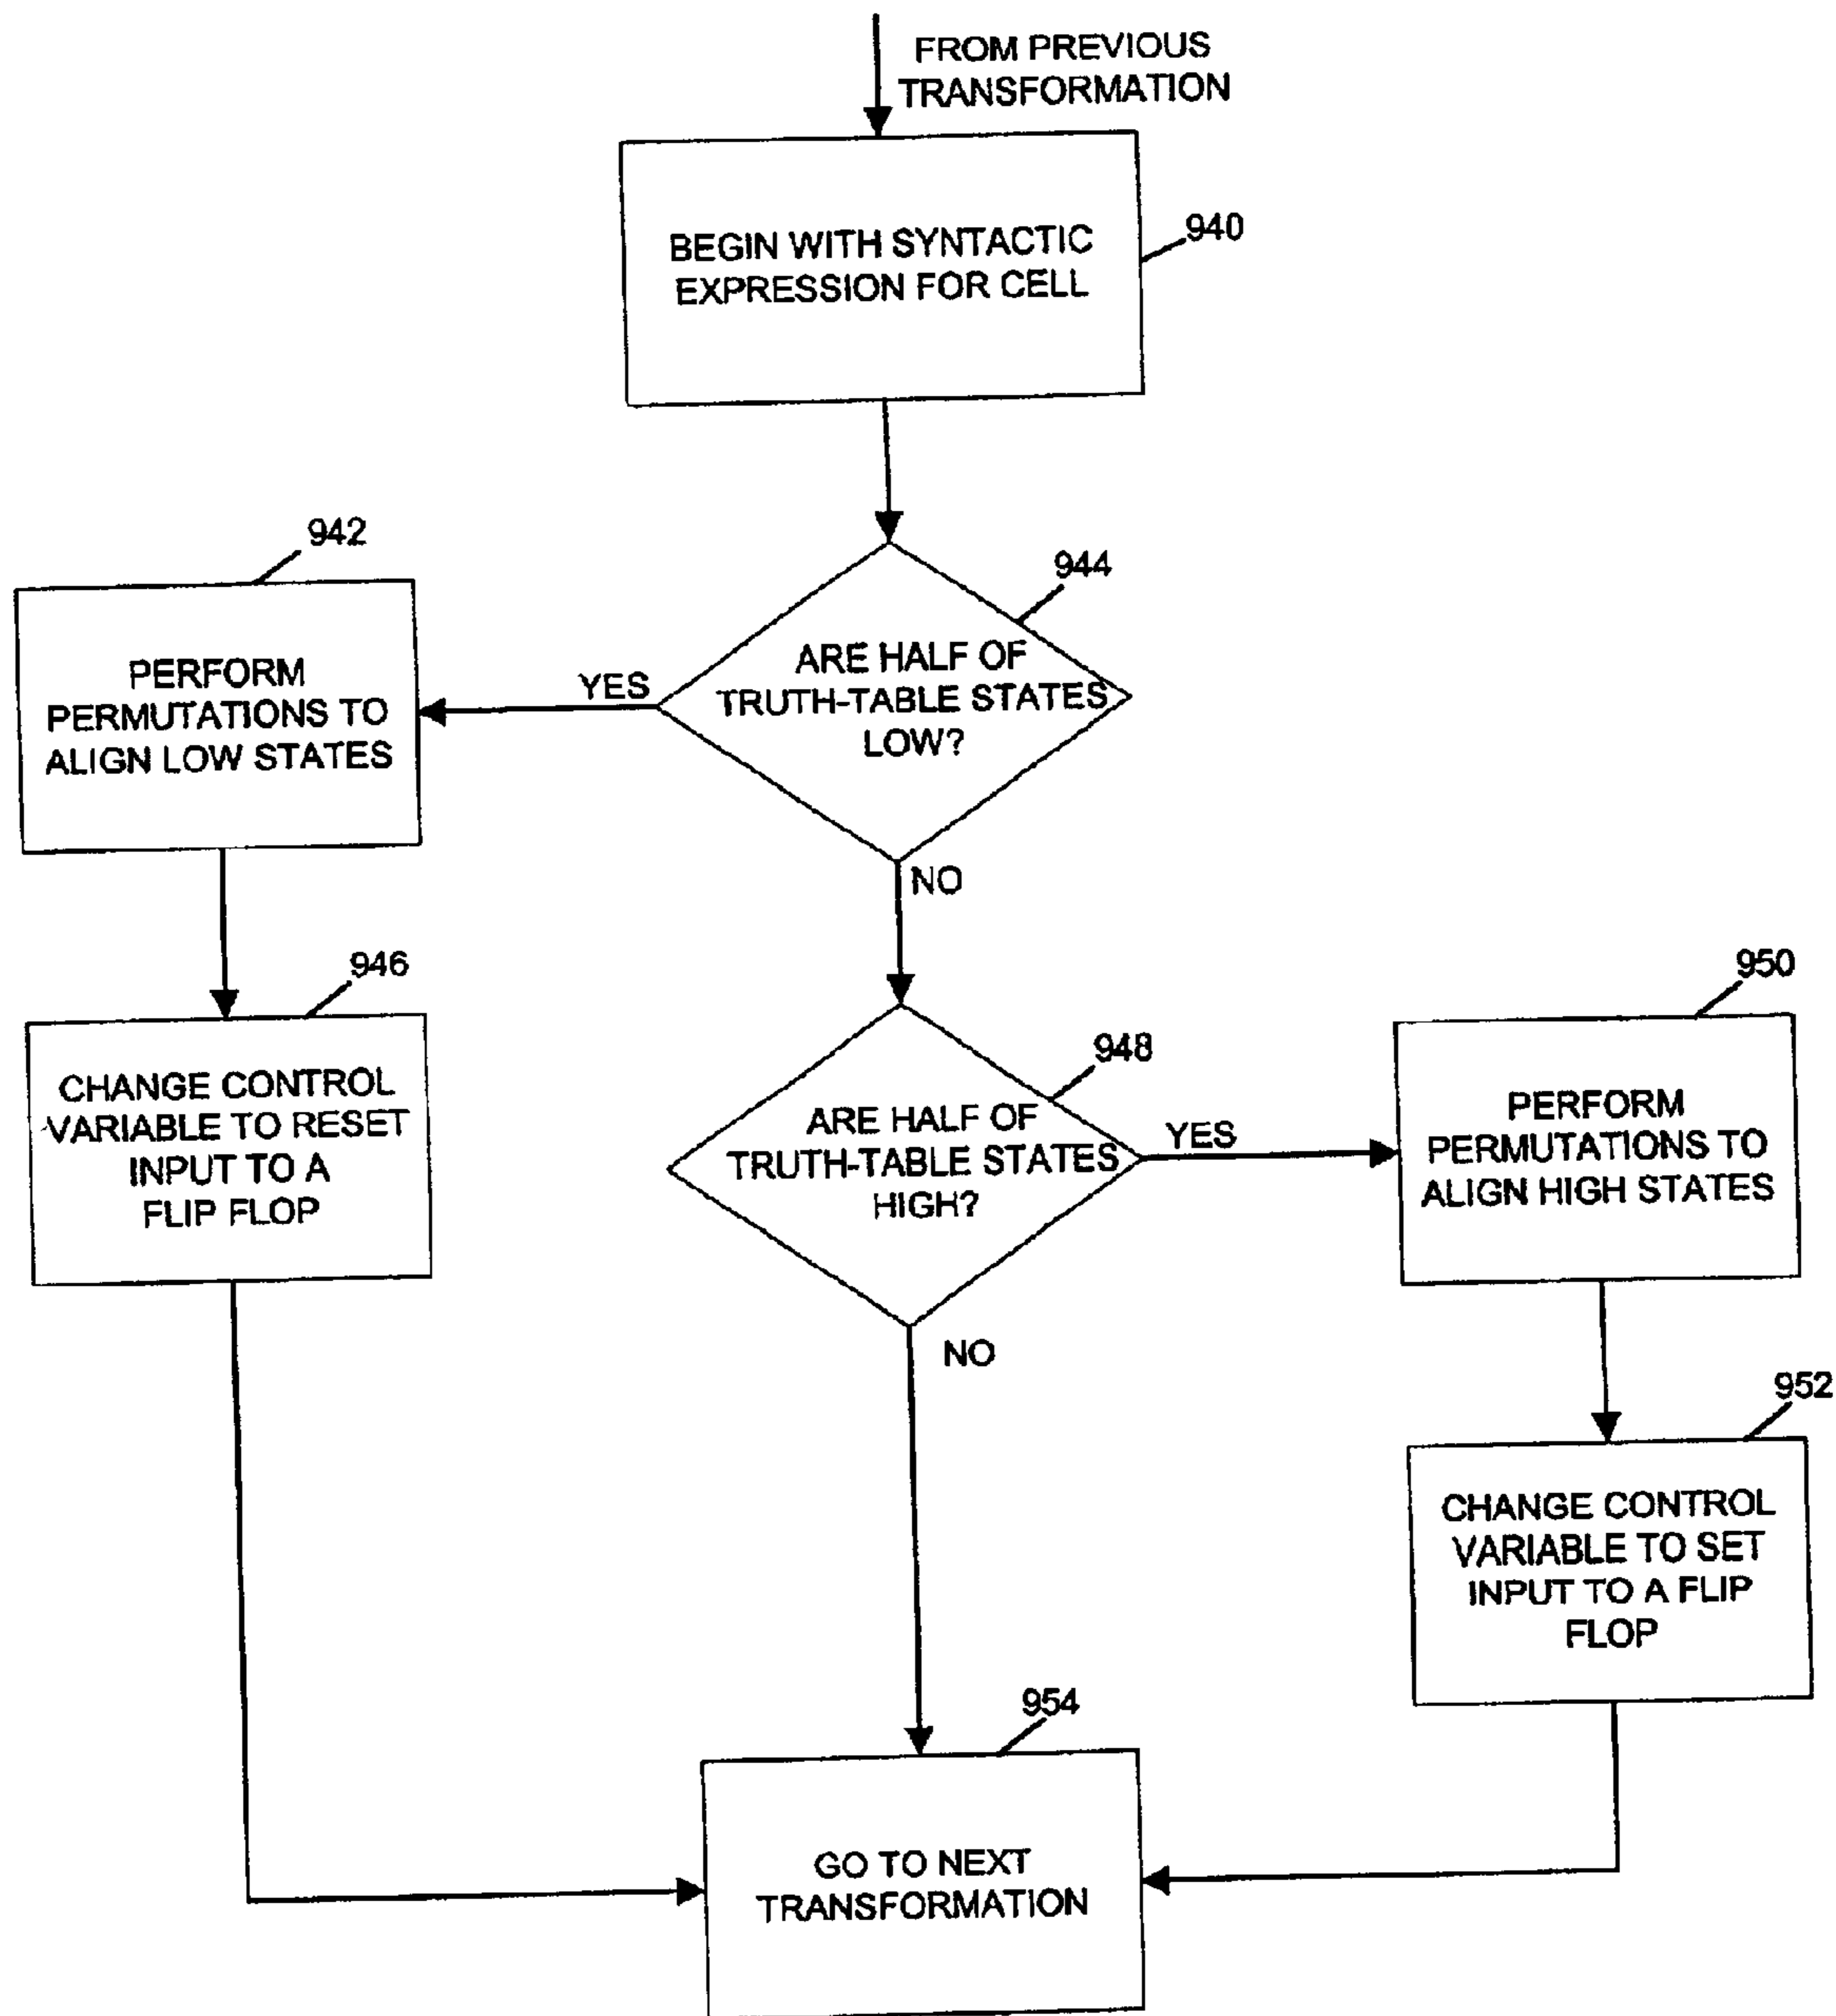 FROM PREVIOUS
TRANSFORMATION
BEGIN WITH SYNTACTIC
EXPRESSION FOR CELL
940
942
PERFORM
PERMUTATIONS TO
ALIGN LOW STATES
YES
944
ARE HALF OF
TRUTH-TABLE STATES
LOW?
NO
946
CHANGE CONTROL
VARIABLE TO RESET
INPUT TO A
FLIP FLOP
948
ARE HALF OF
TRUTH-TABLE STATES
HIGH?
YES
NO
950
PERFORM
PERMUTATIONS TO
ALIGN HIGH STATES
952
CHANGE CONTROL
VARIABLE TO SET
INPUT TO A FLIP
FLOP
954
GO TO NEXT
TRANSFORMATION